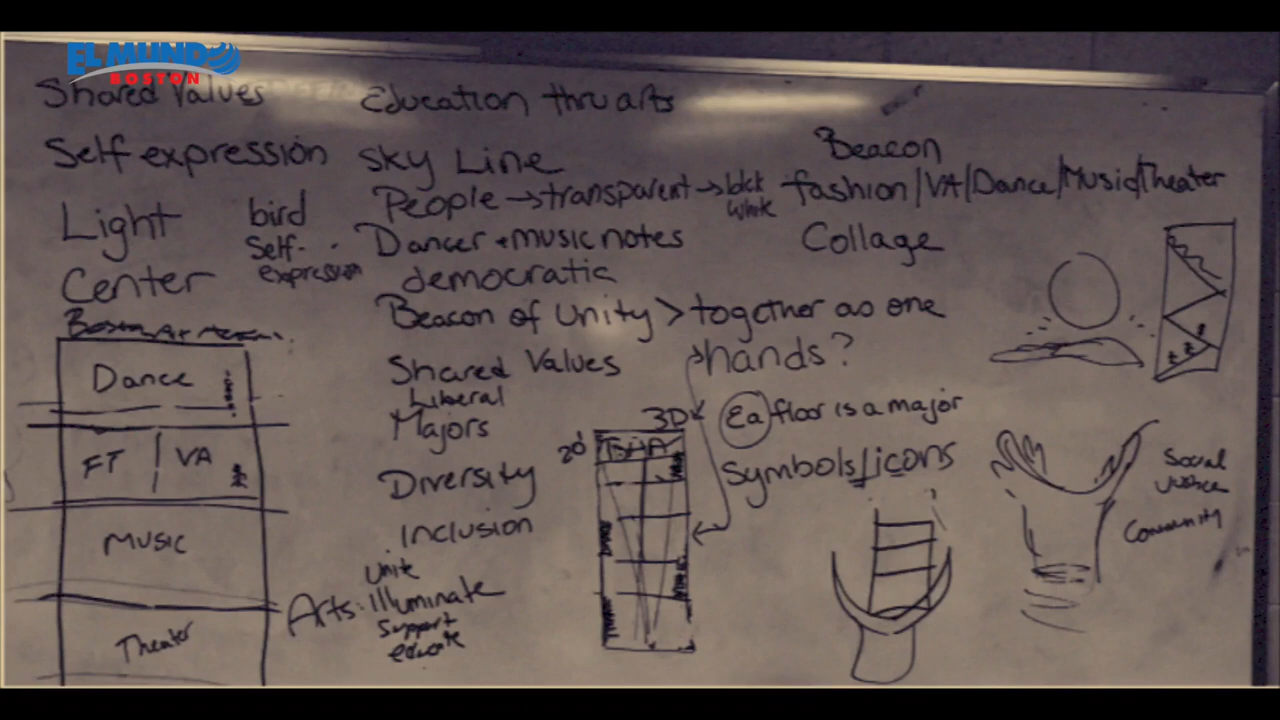 EL MUNDO
BOSTON
Shared Values
Self expression
Light
Center
bird
Self-
expression
Dance
FT VA
MUSIC
Theater
Education thru arts
SKY Line
People → transparent → blck
White
Dancer + music notes
democratic
Beacon of Unity > together as one
Shared Values
Liberal
Majors
Diversity
Inclusion
Arts:
Unite
Illuminate
Support
educate
Beacon
fashion/VA/Dance/Music/Theater
Collage
hands?
3D
Ea floor is a major
Symbols/icons
20'
Social
Justice
Community